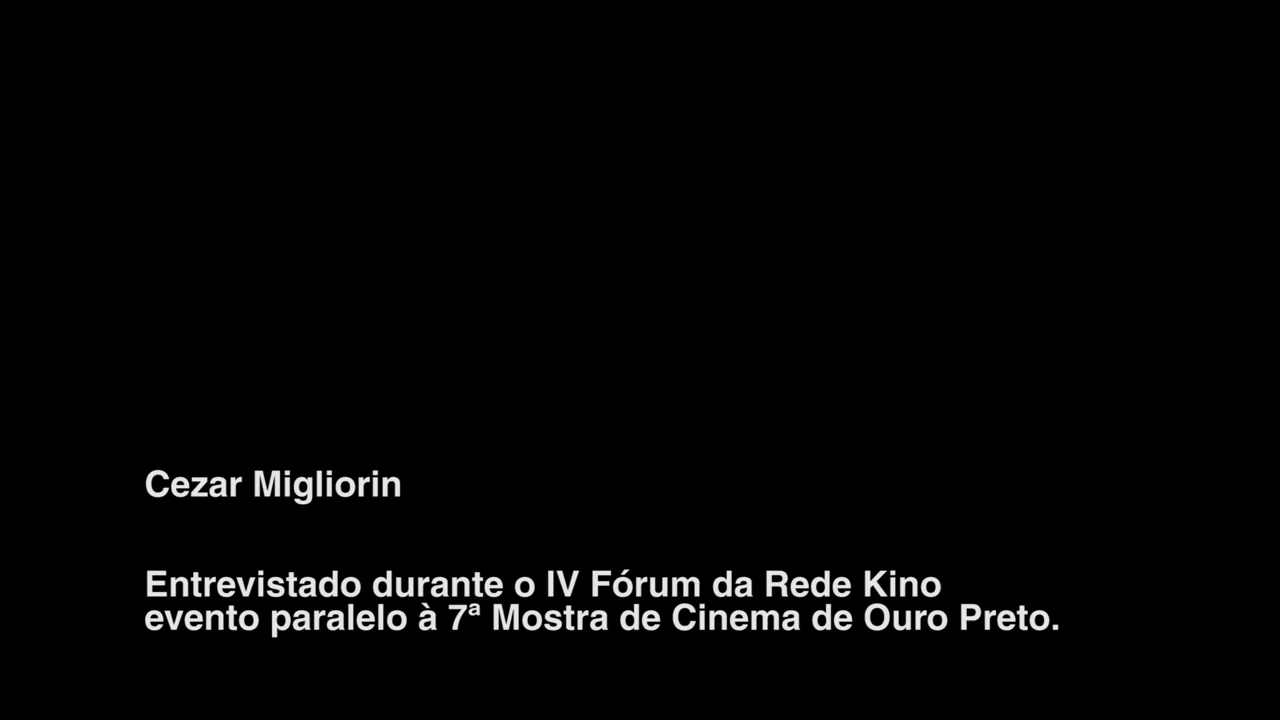 Cezar Migliorin
Entrevistado durante o IV Fórum da Rede Kino
evento paralelo à 7ª Mostra de Cinema de Ouro Preto.